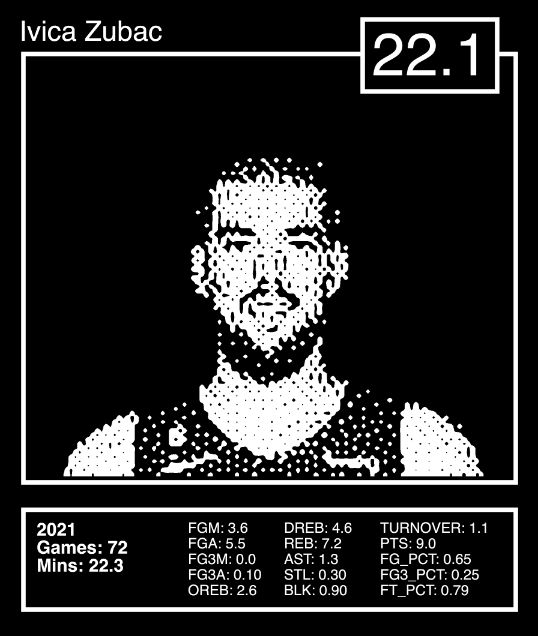 Ivica Zubac
22.1
2021
Games: 72
Mins: 22.3
FGM: 3.6
FGA: 5.5
FG3M: 0.0
FG3A: 0.10
OREB: 2.6
DREB: 4.6
REB: 7.2
AST: 1.3
STL: 0.30
BLK: 0.90
TURNOVER: 1.1
PTS: 9.0
FG_PCT: 0.65
FG3_PCT: 0.25
FT_PCT: 0.79